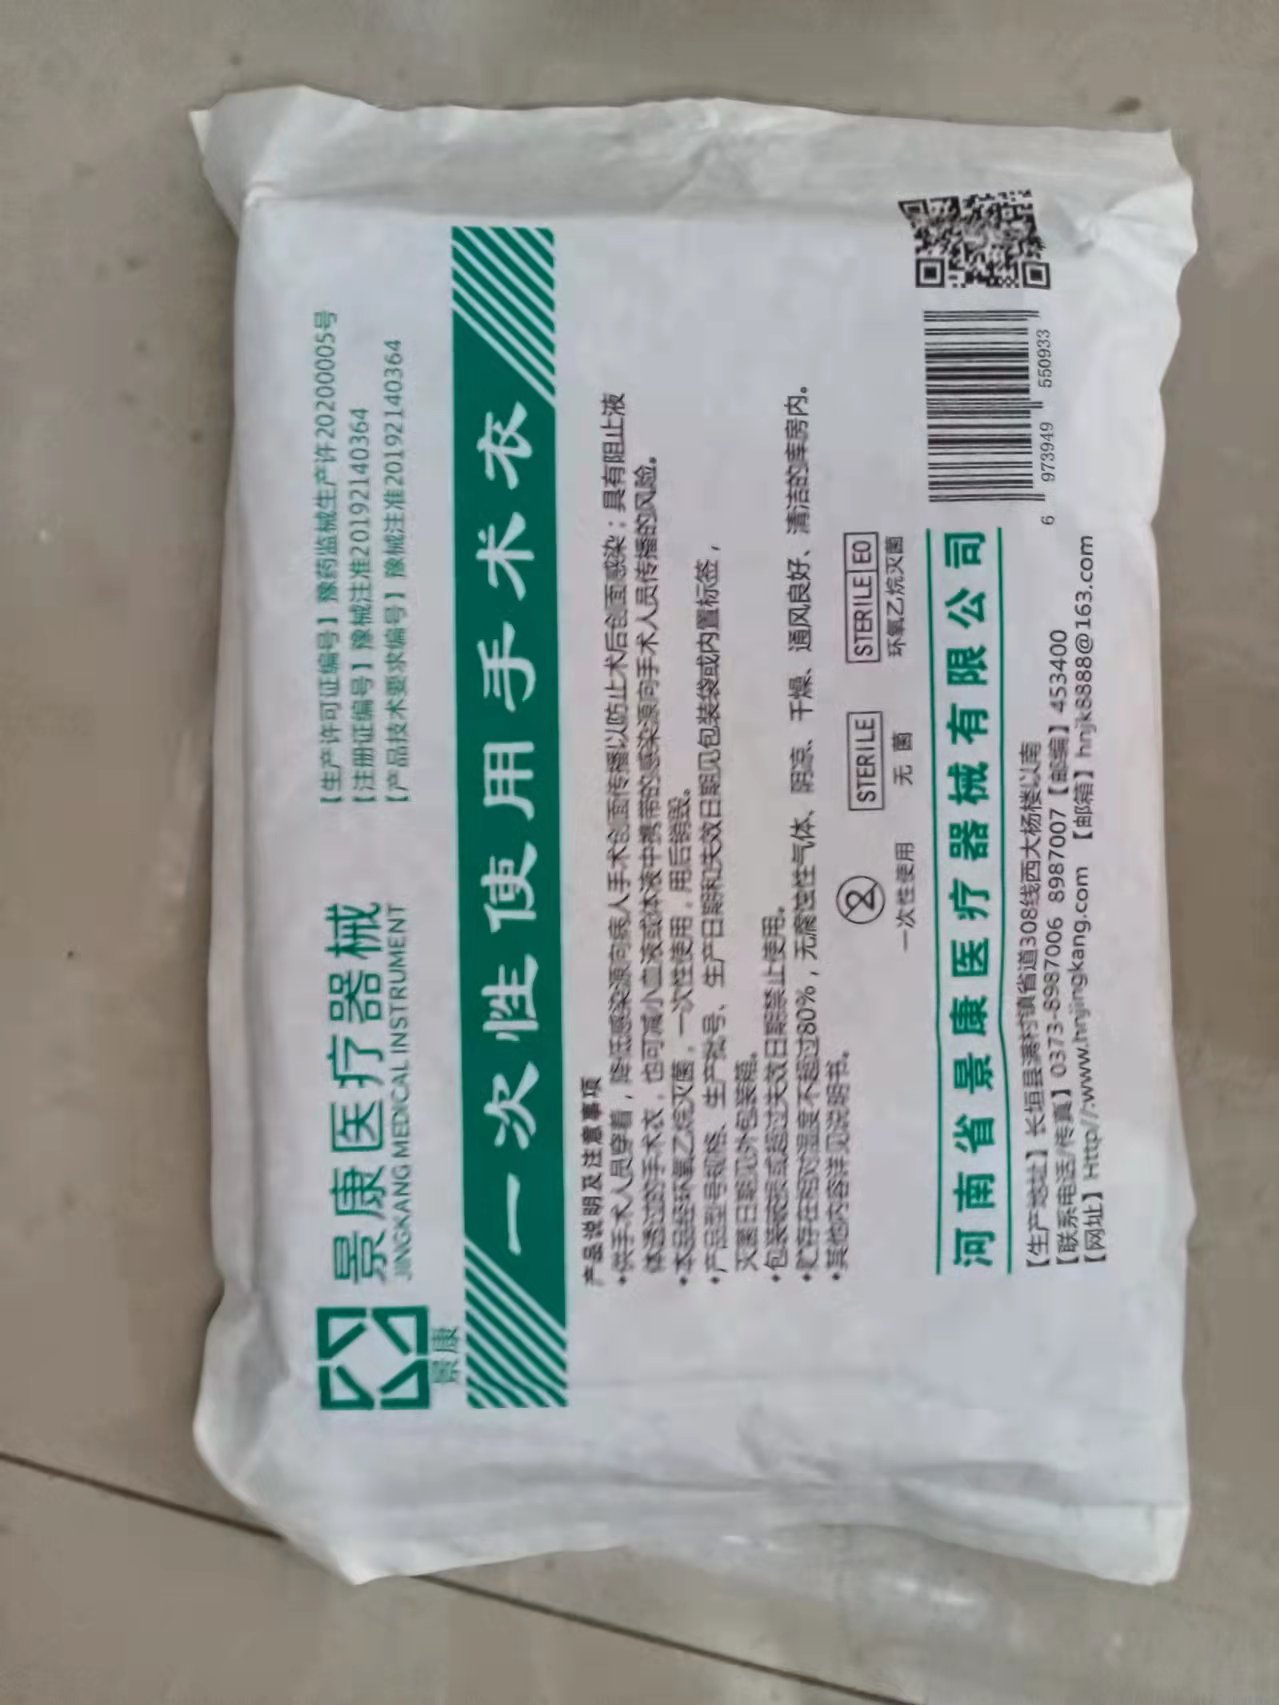 景康
景康医疗器械
JINGKANG MEDICAL INSTRUMENT
【生产许可证编号】豫药监械生产许20200005号
【注册证编号】豫械注准20192140364
【产品技术要求编号】豫械注准20192140364
一次性使用手术衣
产品说明及注意事项
•供手术人员穿着，降低感染源向病人手术创面传播以防止术后创面感染；具有阻止液
体透过的手术衣，也可减小血液或体液中携带的感染源向手术人员传播的风险。
•本品经环氧乙烷灭菌，一次性使用，用后销毁。
•产品型号规格、生产批号、生产日期和失效日期见包装袋或内置标签，
灭菌日期见外包装箱。
•包装破损或超过失效日期禁止使用。
•贮存在相对湿度不超过80%，无腐蚀性气体、阴凉、干燥、通风良好、清洁的库房内。
•其他内容详见说明书。
2
STERILE
STERILE EO
一次性使用
无菌
环氧乙烷灭菌
河南省景康医疗器械有限公司
【生产地址】长垣县满村镇省道308线西大杨楼以南
【联系电话/传真】0373-8987006 8987007【邮编】453400
【网址】Http//:www.hnjingkang.com 【邮箱】hnjk888@163.com
6 973949 550933